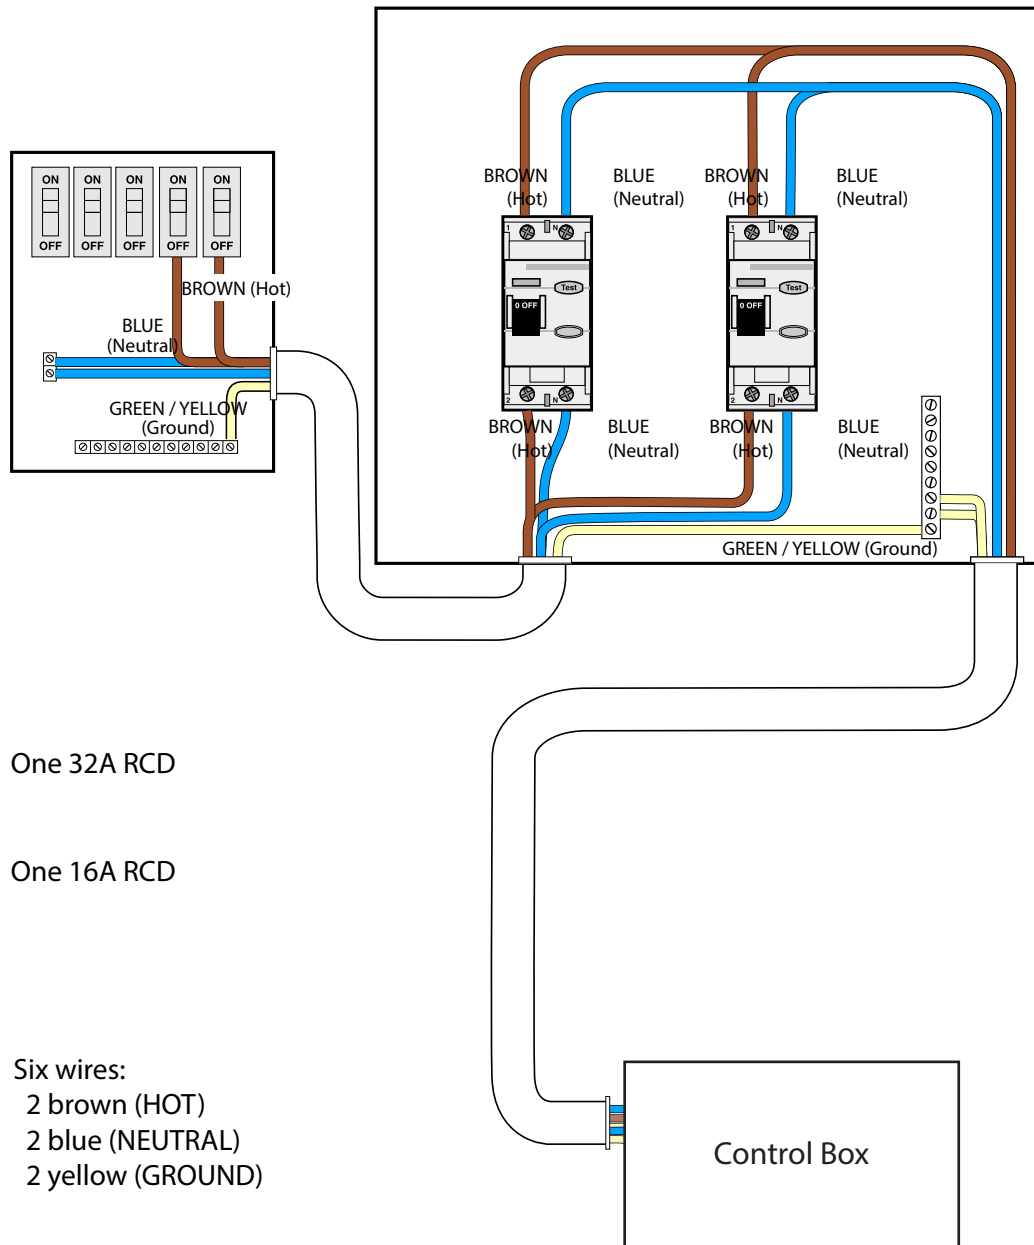 ON ON ON ON ON
OFF OFF OFF OFF OFF
BROWN (Hot)
BLUE
(Neutral)
GREEN / YELLOW
(Ground)
BROWN
(Hot)
BLUE
(Neutral)
BROWN
(Hot)
BLUE
(Neutral)
1 N
Test
0 OFF
2 N
1 N
Test
0 OFF
2 N
BROWN
(Hot)
BLUE
(Neutral)
BROWN
(Hot)
BLUE
(Neutral)
GREEN / YELLOW (Ground)
One 32A RCD
One 16A RCD
Six wires:
2 brown (HOT)
2 blue (NEUTRAL)
2 yellow (GROUND)
Control Box